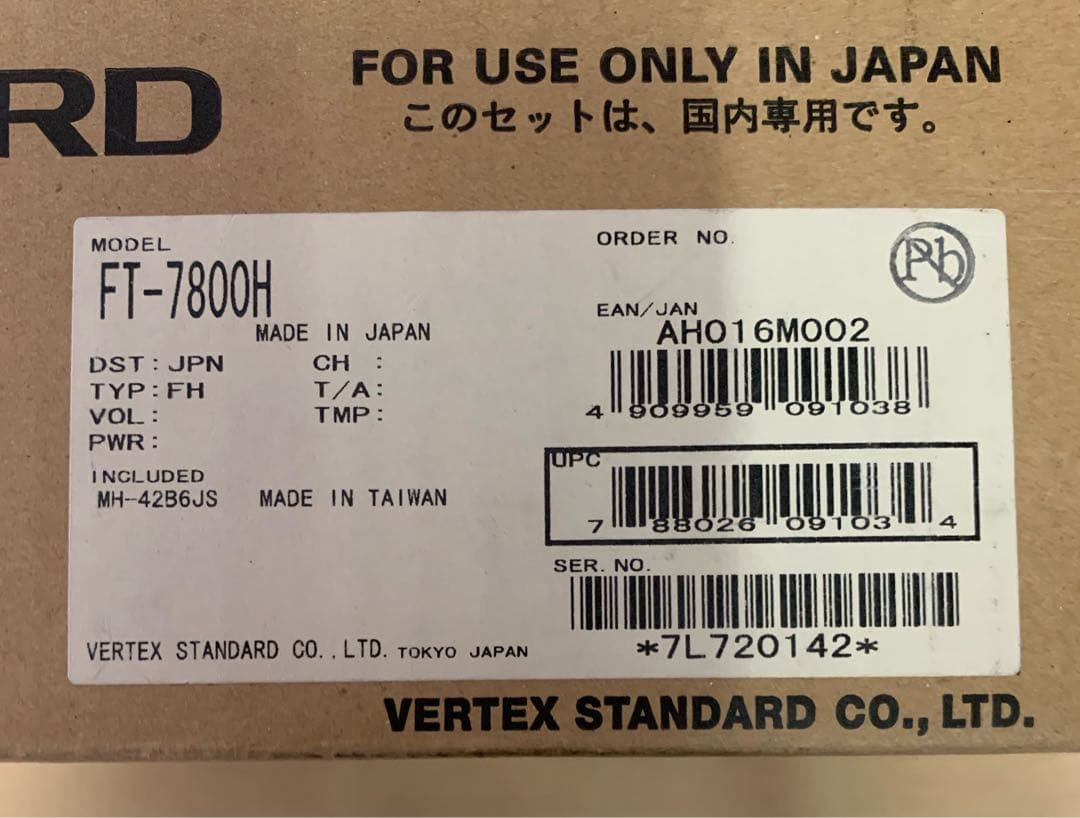 RD
FOR USE ONLY IN JAPAN
このセットは、国内専用です。
MODEL
FT-7800H
MADE IN JAPAN
DST: JPN CH :
TYP: FH T/A:
VOL: TMP:
PWR:
INCLUDED
MH-42B6JS MADE IN TAIWAN
VERTEX STANDARD CO.,LTD. TOKYO JAPAN
ORDER NO.
Pb
EAN/JAN
AH016M002
4 909959 091038
UPC
7 88026 09103 4
SER. NO.
*7L720142*
VERTEX STANDARD CO., LTD.